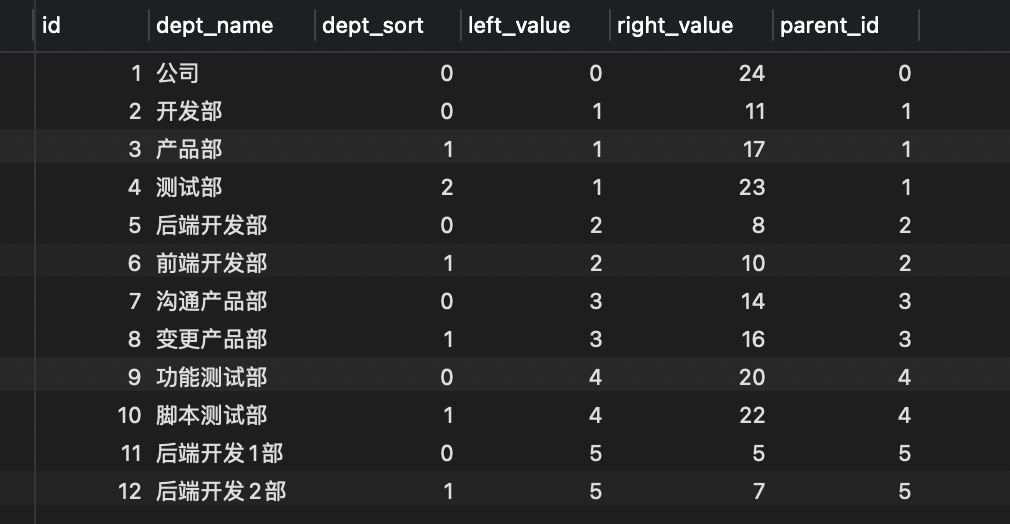 id dept_name dept_sort left_value right_value parent_id
1 公司 0 0 24 0
2 开发部 0 1 11 1
3 产品部 1 1 17 1
4 测试部 2 1 23 1
5 后端开发部 0 2 8 2
6 前端开发部 1 2 10 2
7 沟通产品部 0 3 14 3
8 变更产品部 1 3 16 3
9 功能测试部 0 4 20 4
10 脚本测试部 1 4 22 4
11 后端开发1部 0 5 5 5
12 后端开发2部 1 5 7 5